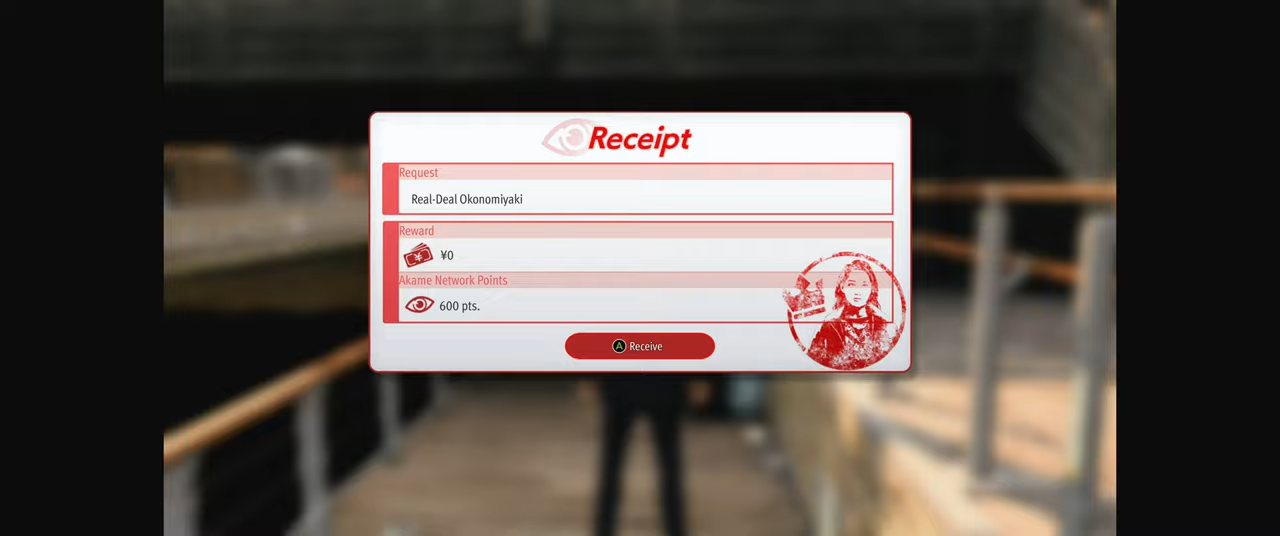 Receipt
Request
Real-Deal Okonomiyaki
Reward
¥0
Akame Network Points
600 pts.
A Receive